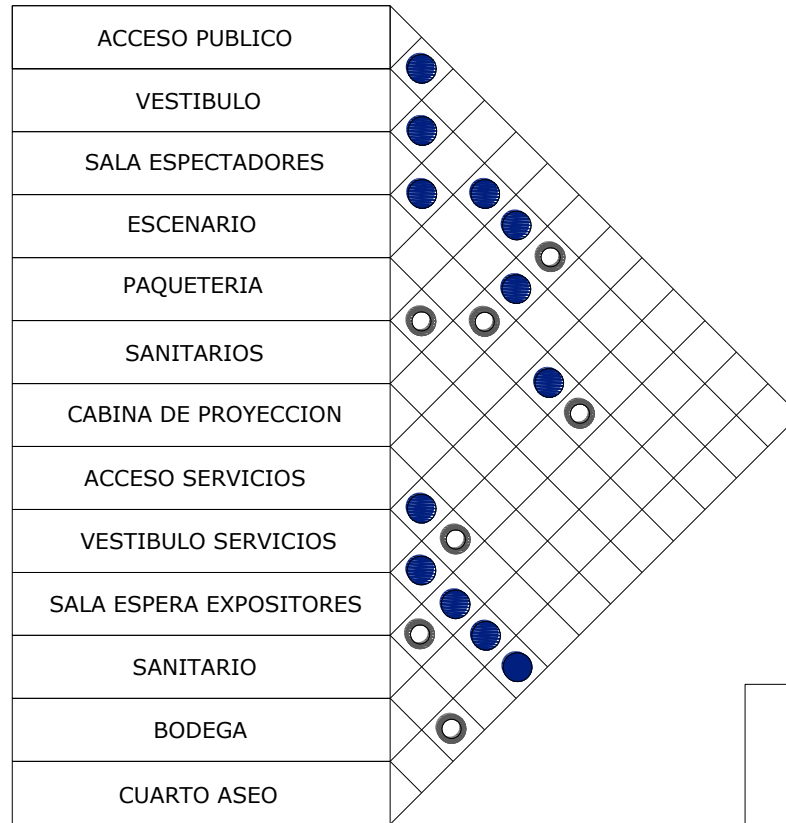 ACCESO PUBLICO
VESTIBULO
SALA ESPECTADORES
ESCENARIO
PAQUETERIA
SANITARIOS
CABINA DE PROYECCION
ACCESO SERVICIOS
VESTIBULO SERVICIOS
SALA ESPERA EXPOSITORES
SANITARIO
BODEGA
CUARTO ASEO